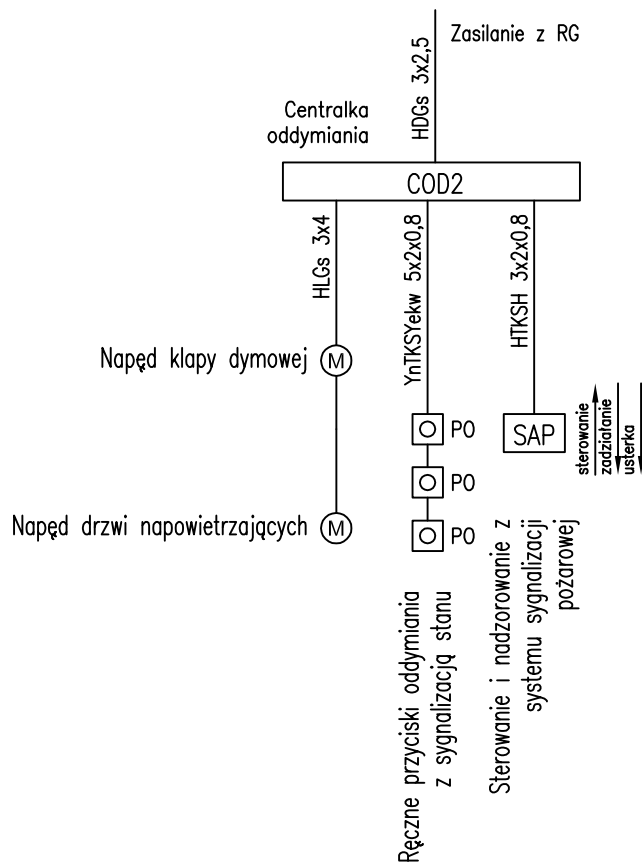 Zasilanie z RG
HDGs 3x2,5
Centralka
oddymiania
COD2
HLGs 3x4
YnTKSYekw 5x2x0,8
HTKSH 3x2x0,8
Napęd klapy dymowej
M
PO
SAP
sterowanie
zadziałanie
usterka
PO
Napęd drzwi napowietrzających
M
PO
Ręczne przyciski oddymiania
z sygnalizacją stanu
Sterowanie i nadzorowanie z
systemu sygnalizacji
pożarowej